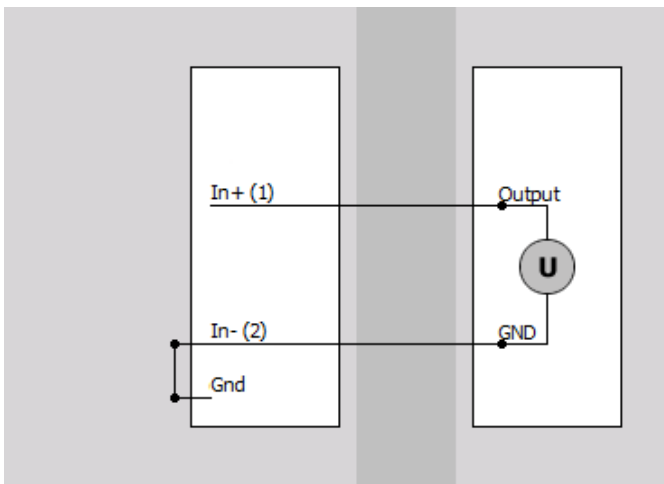 In+ (1)
Output
U
In- (2)
GND
Gnd